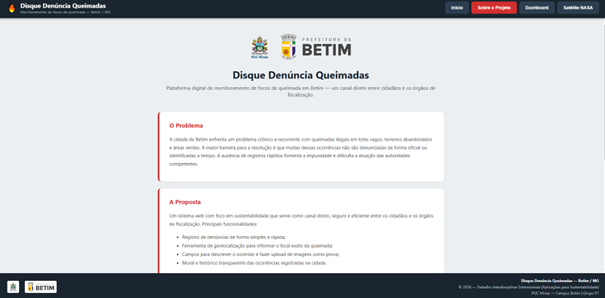 Disque Denúncia Queimadas
Monitoramento de focos de queimada — Betim / MG
Início
Sobre o Projeto
Dashboard
Satélite NASA
PUC Minas
PREFEITURA DE
BETIM
Disque Denúncia Queimadas
Plataforma digital de monitoramento de focos de queimada em Betim — um canal direto entre cidadãos e os órgãos de
fiscalização.
O Problema
A cidade de Betim enfrenta um problema crônico e recorrente com queimadas ilegais em lotes vagos, terrenos abandonados
e áreas verdes. A maior barreira para a resolução é que muitas dessas ocorrências não são denunciadas de forma oficial ou
identificadas a tempo. A ausência de registros rápidos fomenta a impunidade e dificulta a atuação das autoridades
competentes.
A Proposta
Um sistema web com foco em sustentabilidade que serve como canal direto, seguro e eficiente entre os cidadãos e os órgãos
de fiscalização. Principais funcionalidades:
• Registro de denúncias de forma simples e rápida;
• Ferramenta de geolocalização para informar o local exato da queimada;
• Campos para descrever o ocorrido e fazer upload de imagens como prova;
• Mural e histórico transparente das ocorrências registradas na cidade.
BETIM
Disque Denúncia Queimadas — Betim / MG
© 2026 — Trabalho Interdisciplinar Extensionista (Aplicações para Sustentabilidade)
PUC Minas — Campus Betim | Grupo 01